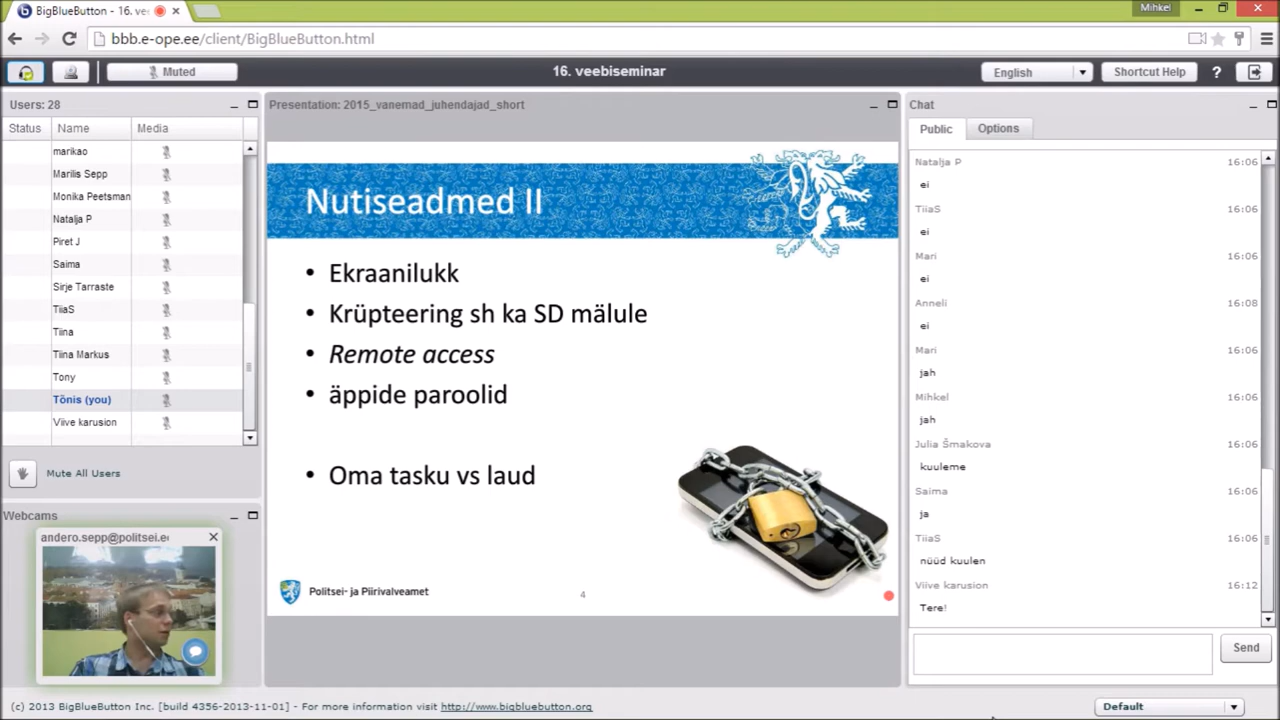 BigBlueButton - 16. ve
Mihkel
bbb.e-ope.ee/client/BigBlueButton.html
Muted
16. veebiseminar
English
Shortcut Help
?
Users: 28
Status Name Media
marikao
Marilis Sepp
Monika Peetsman
Natalja P
Piret J
Saima
Sirje Tarraste
TiiaS
Tiina
Tiina Markus
Tony
Tõnis (you)
Viive karusion
Mute All Users
Webcams
andero.sepp@politsei.e
Presentation: 2015_vanemad_juhendajad_short
Nutiseadmed II
• Ekraanilukk
• Krüpteering sh ka SD mälule
• Remote access
• äppide paroolid
• Oma tasku vs laud
Politsei- ja Piirivalveamet
4
Chat
Public Options
Natalja P 16:06
ei
TiiaS 16:06
ei
Mari 16:06
ei
Anneli 16:08
ei
Mari 16:06
jah
Mihkel 16:06
jah
Julia Šmakova 16:06
kuuleme
Saima 16:06
ja
TiiaS 16:06
nüüd kuulen
Viive karusion 16:12
Tere!
Send
(c) 2013 BigBlueButton Inc. [build 4356-2013-11-01] - For more information visit http://www.bigbluebutton.org
Default